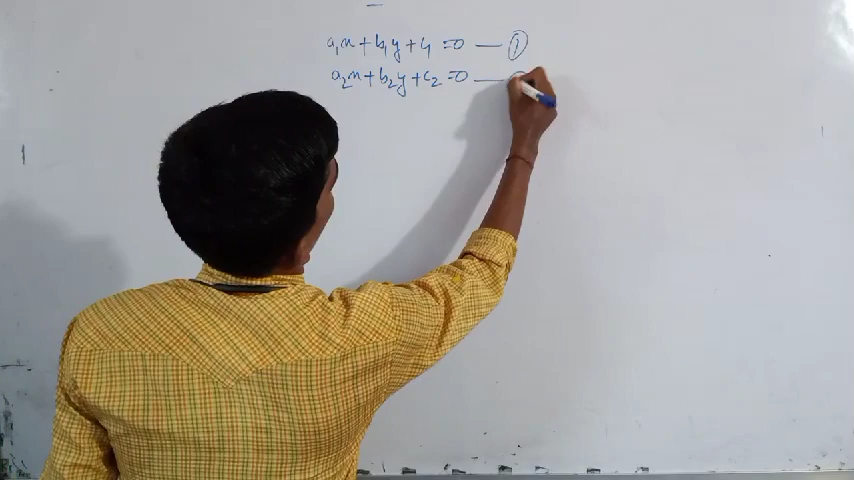 a₁x + b₁y + c₁ = 0 — ①
a₂x + b₂y + c₂ = 0 —